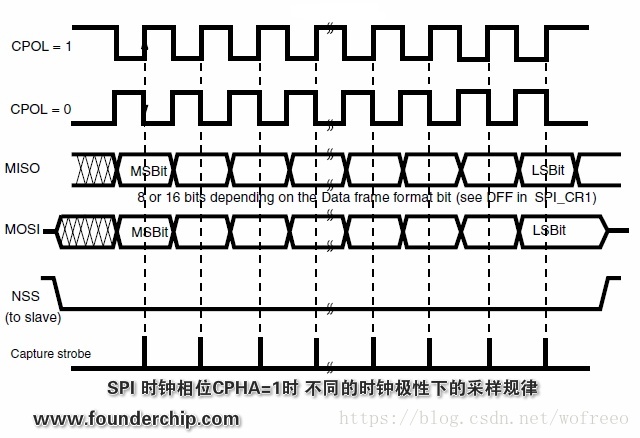 CPOL = 1
CPOL = 0
MISO
MSBit
LSBit
8 or 16 bits depending on the Data frame format bit (see DFF in SPI_CR1)
MOSI
MSBit
LSBit
NSS
(to slave)
Capture strobe
SPI 时钟相位CPHA=1时 不同的时钟极性下的采样规律
www.founderchip.com
https://blog.csdn.net/wofreeo